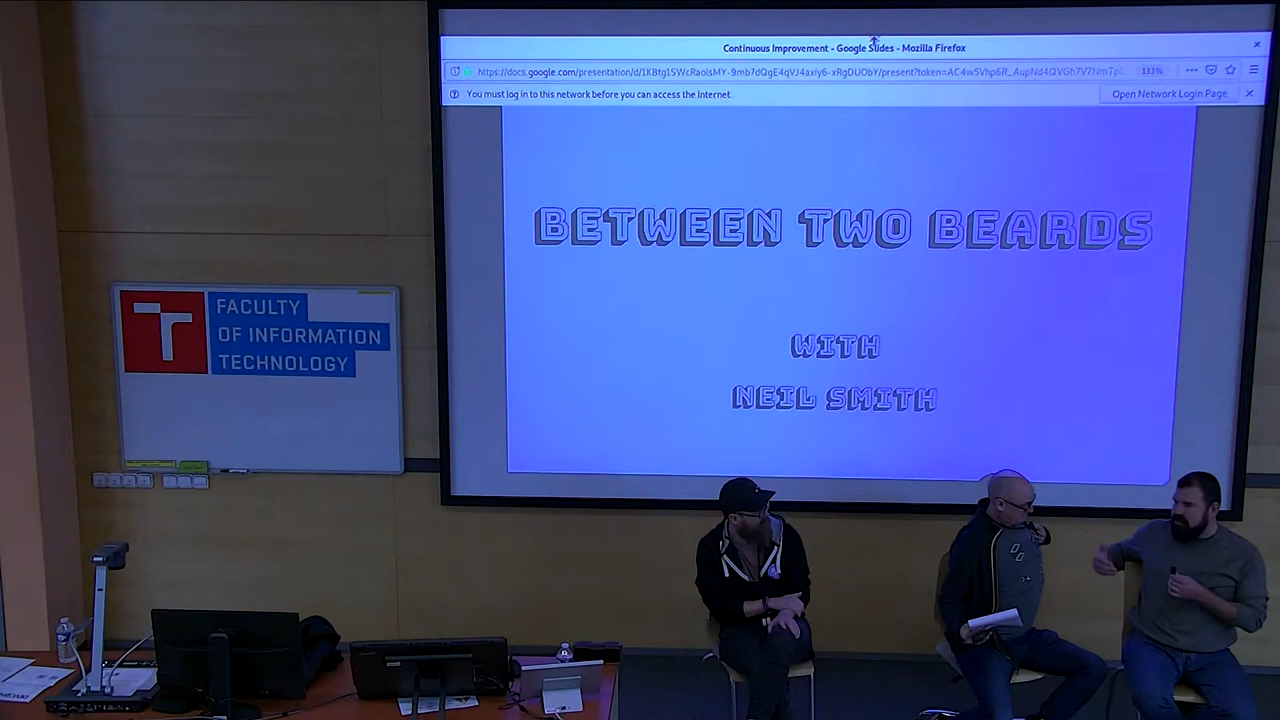 Continuous Improvement - Google Slides - Mozilla Firefox
133%
You must log in to this network before you can access the Internet.
Open Network Login Page
BETWEEN TWO BEARDS
WITH
NEIL SMITH
FACULTY
OF INFORMATION
TECHNOLOGY